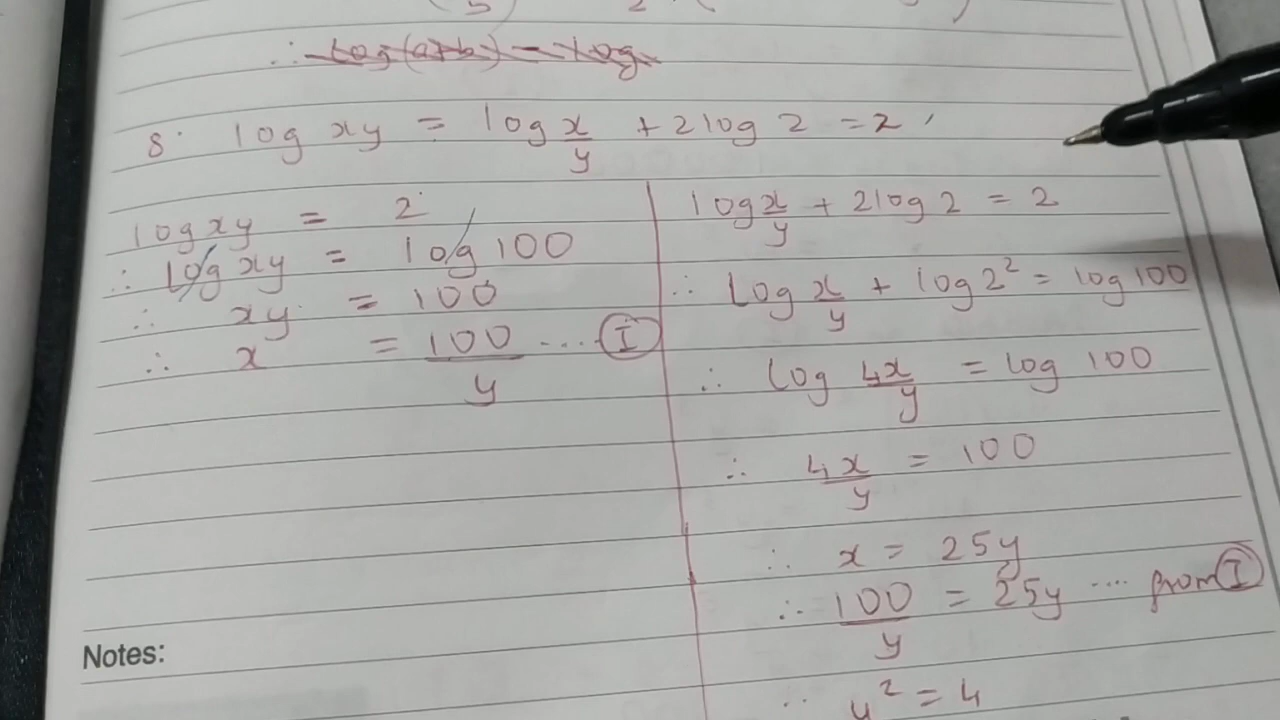 ∴ log(a+b) = log
8. log xy = log x/y + 2 log 2 = 2,
log xy = 2,
∴ log xy = log 100
∴ xy = 100
∴ x = 100/y .... I
log x/y + 2 log 2 = 2
∴ log x/y + log 2² = log 100
∴ log 4x/y = log 100
∴ 4x/y = 100
∴ x = 25y
∴ 100/y = 25y .... from I
∴ y² = 4
Notes: